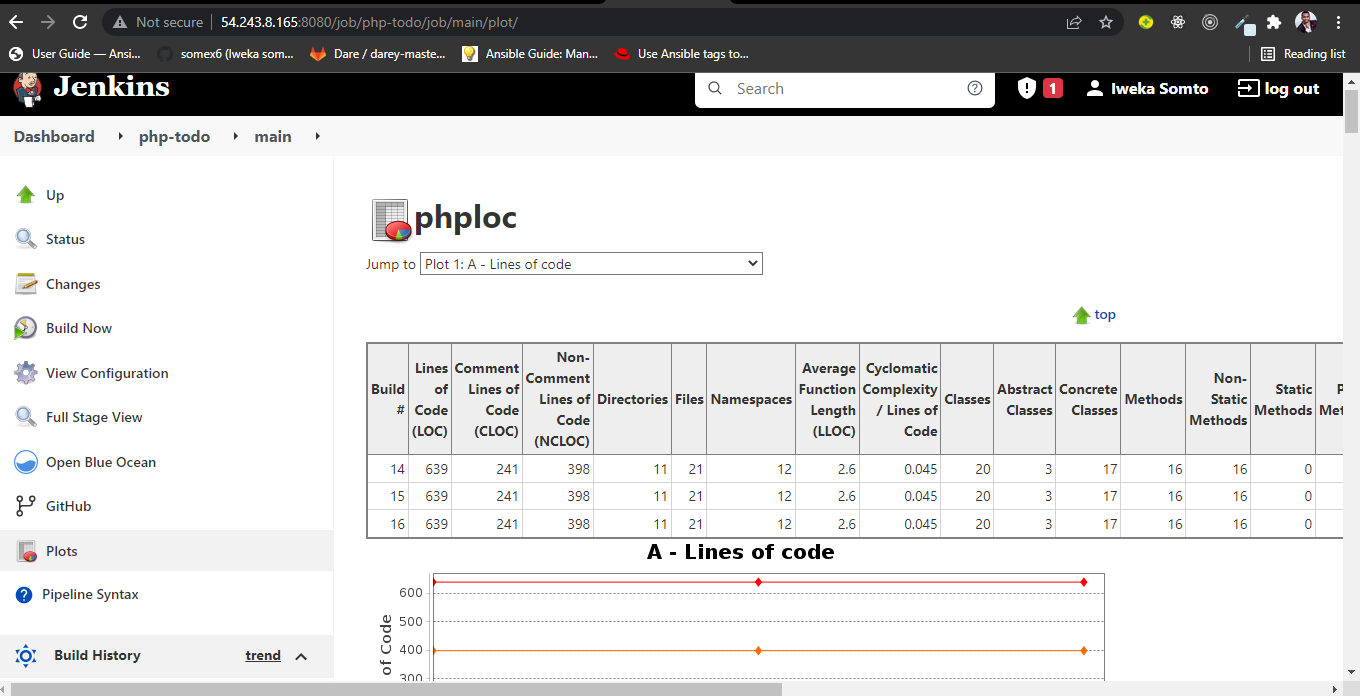 Not secure | 54.243.8.165:8080/job/php-todo/job/main/plot/
User Guide — Ansi... somex6 (Iweka som... Dare / darey-maste... Ansible Guide: Man... Use Ansible tags to... Reading list
Jenkins Search 1 Iweka Somto log out
Dashboard php-todo main
Up
Status
Changes
Build Now
View Configuration
Full Stage View
Open Blue Ocean
GitHub
Plots
Pipeline Syntax
Build History trend
phploc
Jump to Plot 1: A - Lines of code
top
Build # Lines of Code (LOC) Comment Lines of Code (CLOC) Non-Comment Lines of Code (NCLOC) Directories Files Namespaces Average Function Length (LLOC) Cyclomatic Complexity / Lines of Code Classes Abstract Classes Concrete Classes Methods Non-Static Methods Static Methods
14 639 241 398 11 21 12 2.6 0.045 20 3 17 16 16 0
15 639 241 398 11 21 12 2.6 0.045 20 3 17 16 16 0
16 639 241 398 11 21 12 2.6 0.045 20 3 17 16 16 0
A - Lines of code
600
500
400
300
of Code